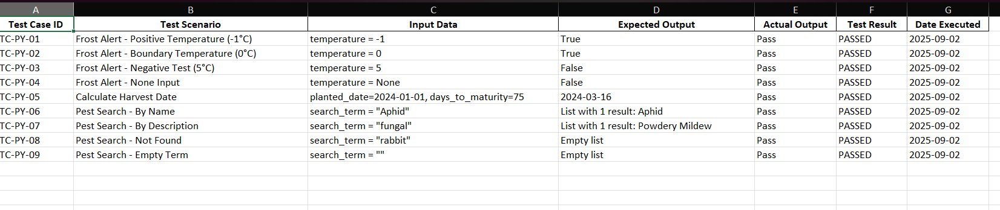 A B C D E F G
Test Case ID Test Scenario Input Data Expected Output Actual Output Test Result Date Executed
TC-PY-01 Frost Alert - Positive Temperature (-1°C) temperature = -1 True Pass PASSED 2025-09-02
TC-PY-02 Frost Alert - Boundary Temperature (0°C) temperature = 0 True Pass PASSED 2025-09-02
TC-PY-03 Frost Alert - Negative Test (5°C) temperature = 5 False Pass PASSED 2025-09-02
TC-PY-04 Frost Alert - None Input temperature = None False Pass PASSED 2025-09-02
TC-PY-05 Calculate Harvest Date planted_date=2024-01-01, days_to_maturity=75 2024-03-16 Pass PASSED 2025-09-02
TC-PY-06 Pest Search - By Name search_term = "Aphid" List with 1 result: Aphid Pass PASSED 2025-09-02
TC-PY-07 Pest Search - By Description search_term = "fungal" List with 1 result: Powdery Mildew Pass PASSED 2025-09-02
TC-PY-08 Pest Search - Not Found search_term = "rabbit" Empty list Pass PASSED 2025-09-02
TC-PY-09 Pest Search - Empty Term search_term = "" Empty list Pass PASSED 2025-09-02